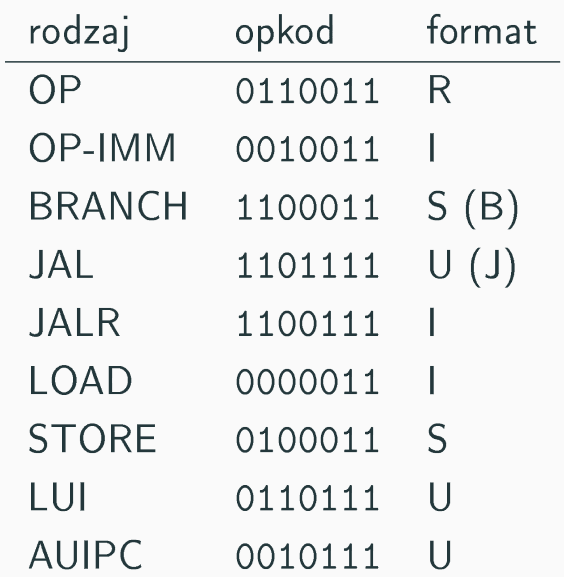 rodzaj opkod format
OP 0110011 R
OP-IMM 0010011 I
BRANCH 1100011 S (B)
JAL 1101111 U (J)
JALR 1100111 I
LOAD 0000011 I
STORE 0100011 S
LUI 0110111 U
AUIPC 0010111 U